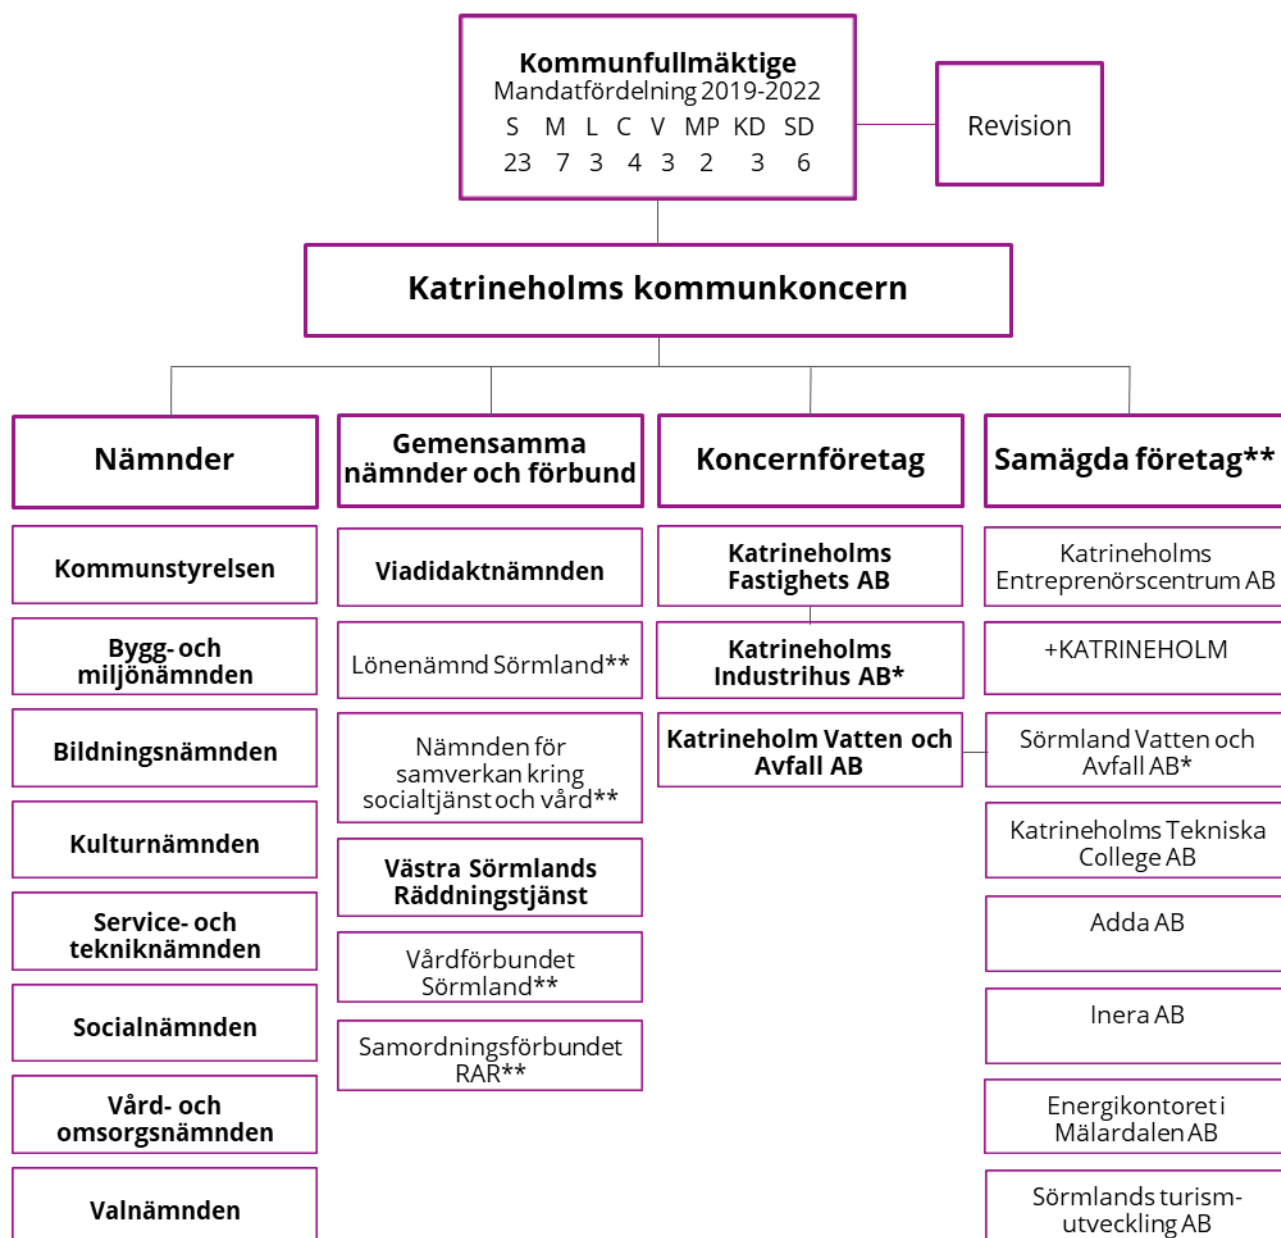 Kommunfullmäktige
Mandatfördelning 2019-2022
S M L C V MP KD SD
23 7 3 4 3 2 3 6
Revision
Katrineholms kommunkoncern
Nämnder
Kommunstyrelsen
Bygg- och
miljönämnden
Bildningsnämnden
Kulturnämnden
Service- och
tekniknämnden
Socialnämnden
Vård- och
omsorgsnämnden
Valnämnden
Gemensamma
nämnder och förbund
Viadidaktnämnden
Lönenämnd Sörmland**
Nämnden för
samverkan kring
socialtjänst och vård**
Västra Sörmlands
Räddningstjänst
Vårdförbundet
Sörmland**
Samordningsförbundet
RAR**
Koncernföretag
Katrineholms
Fastighets AB
Katrineholms
Industrihus AB*
Katrineholm Vatten och
Avfall AB
Samägda företag**
Katrineholms
Entreprenörscentrum AB
+KATRINEHOLM
Sörmland Vatten och
Avfall AB*
Katrineholms Tekniska
College AB
Adda AB
Inera AB
Energikontoret i
Mälardalen AB
Sörmlands turism-
utveckling AB